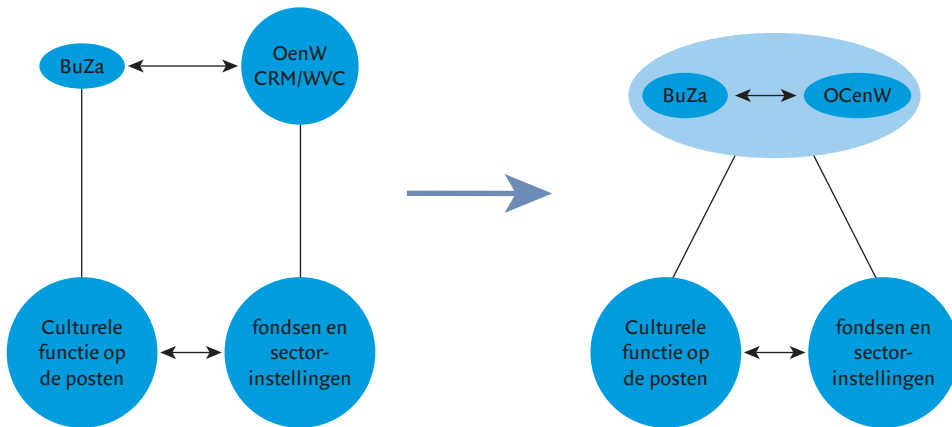 BuZa
OenW
CRM/WVC
Culturele
functie op
de posten
fondsen en
sector-
instellingen
BuZa
OCenW
Culturele
functie op
de posten
fondsen en
sector-
instellingen